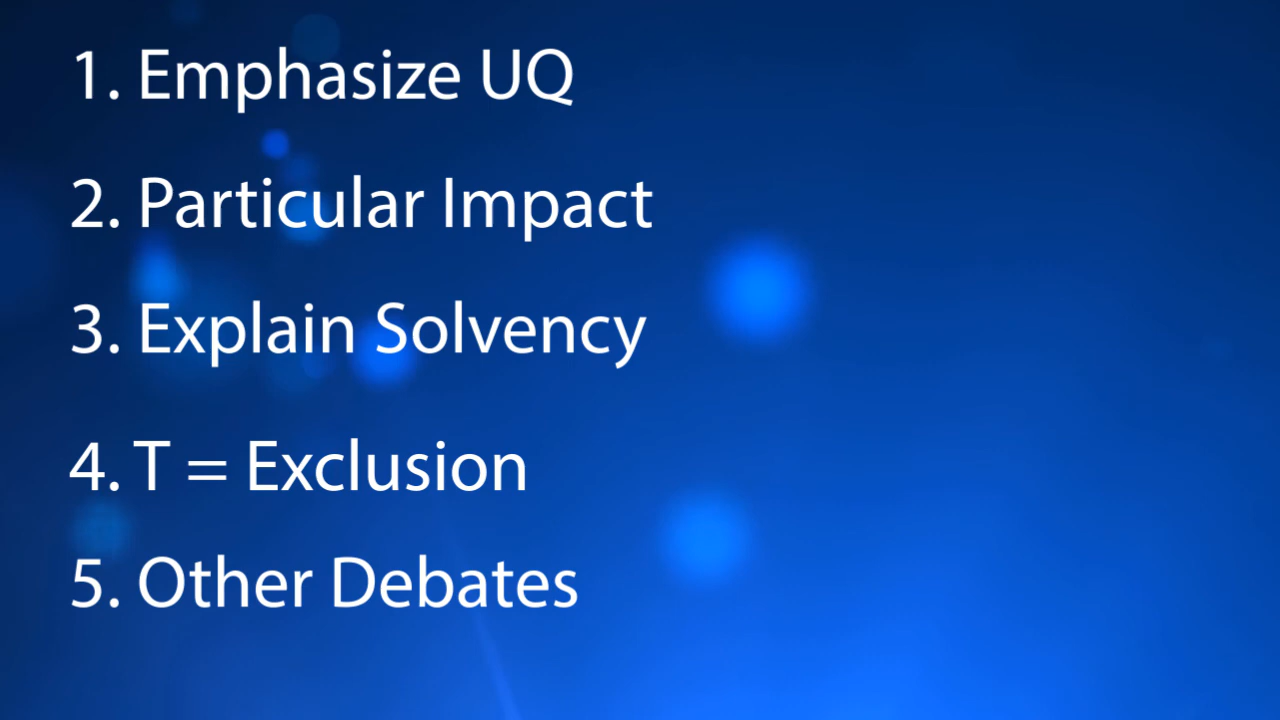 1. Emphasize UQ
2. Particular Impact
3. Explain Solvency
4. T = Exclusion
5. Other Debates